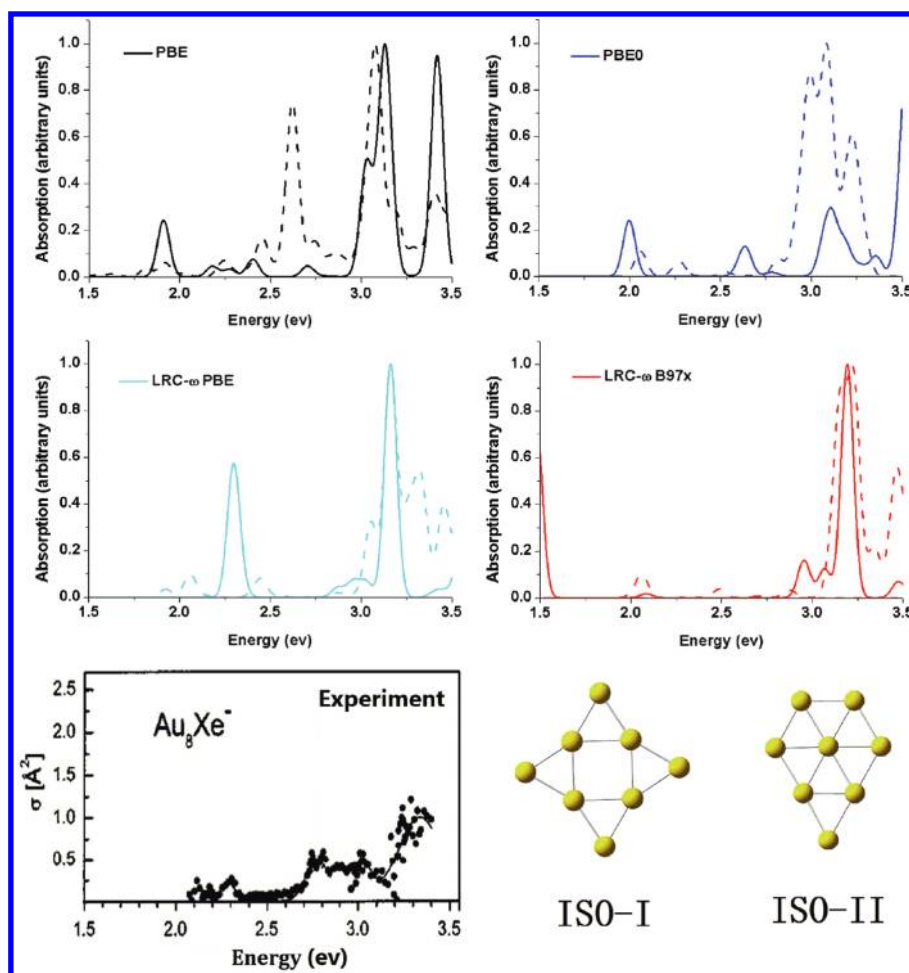 PBE
Absorption (arbitrary units)
1.0
0.8
0.6
0.4
0.2
0.0
1.5 2.0 2.5 3.0 3.5
Energy (ev)
PBE0
Absorption (arbitrary units)
1.0
0.8
0.6
0.4
0.2
0.0
1.5 2.0 2.5 3.0 3.5
Energy (ev)
LRC-ω PBE
Absorption (arbitrary units)
1.0
0.8
0.6
0.4
0.2
0.0
1.5 2.0 2.5 3.0 3.5
Energy (ev)
LRC-ω B97x
Absorption (arbitrary units)
1.0
0.8
0.6
0.4
0.2
0.0
1.5 2.0 2.5 3.0 3.5
Energy (ev)
Experiment
Au₈Xe⁻
σ [Å²]
2.5
2.0
1.5
1.0
0.5
1.5 2.0 2.5 3.0 3.5
Energy (ev)
ISO-I
ISO-II